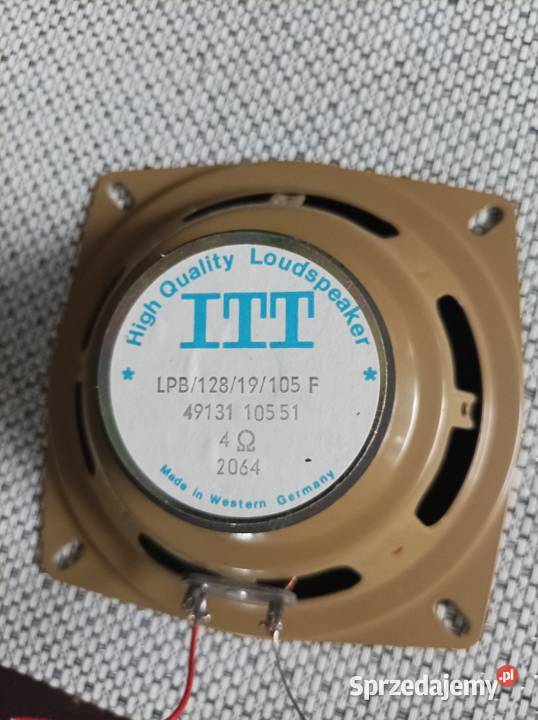 * High Quality Loudspeaker *
ITT
LPB/128/19/105 F
49131 105 51
4 Ω
2064
Made in Western Germany
Sprzedajemy.pl